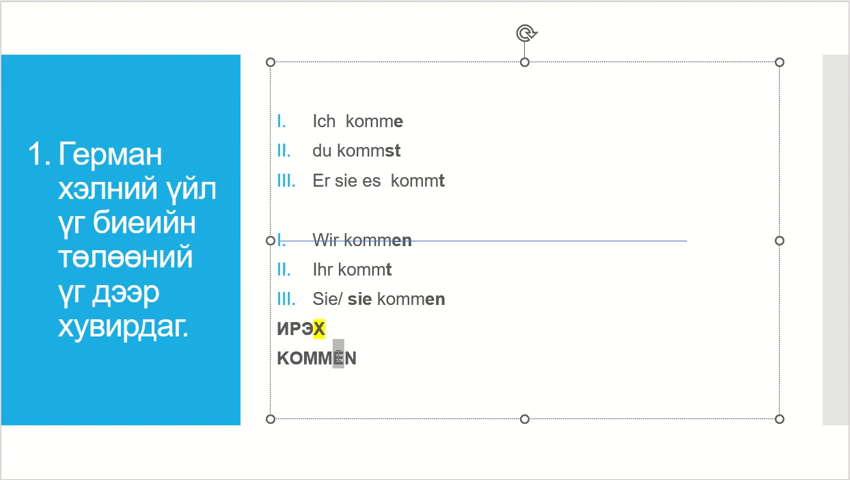 1. Герман
хэлний үйл
үг биеийн
төлөөний
үг дээр
хувирдаг.
I. Ich komme
II. du kommst
III. Er sie es kommt
I. Wir kommen
II. Ihr kommt
III. Sie/ sie kommen
ИРЭХ
KOMMEN